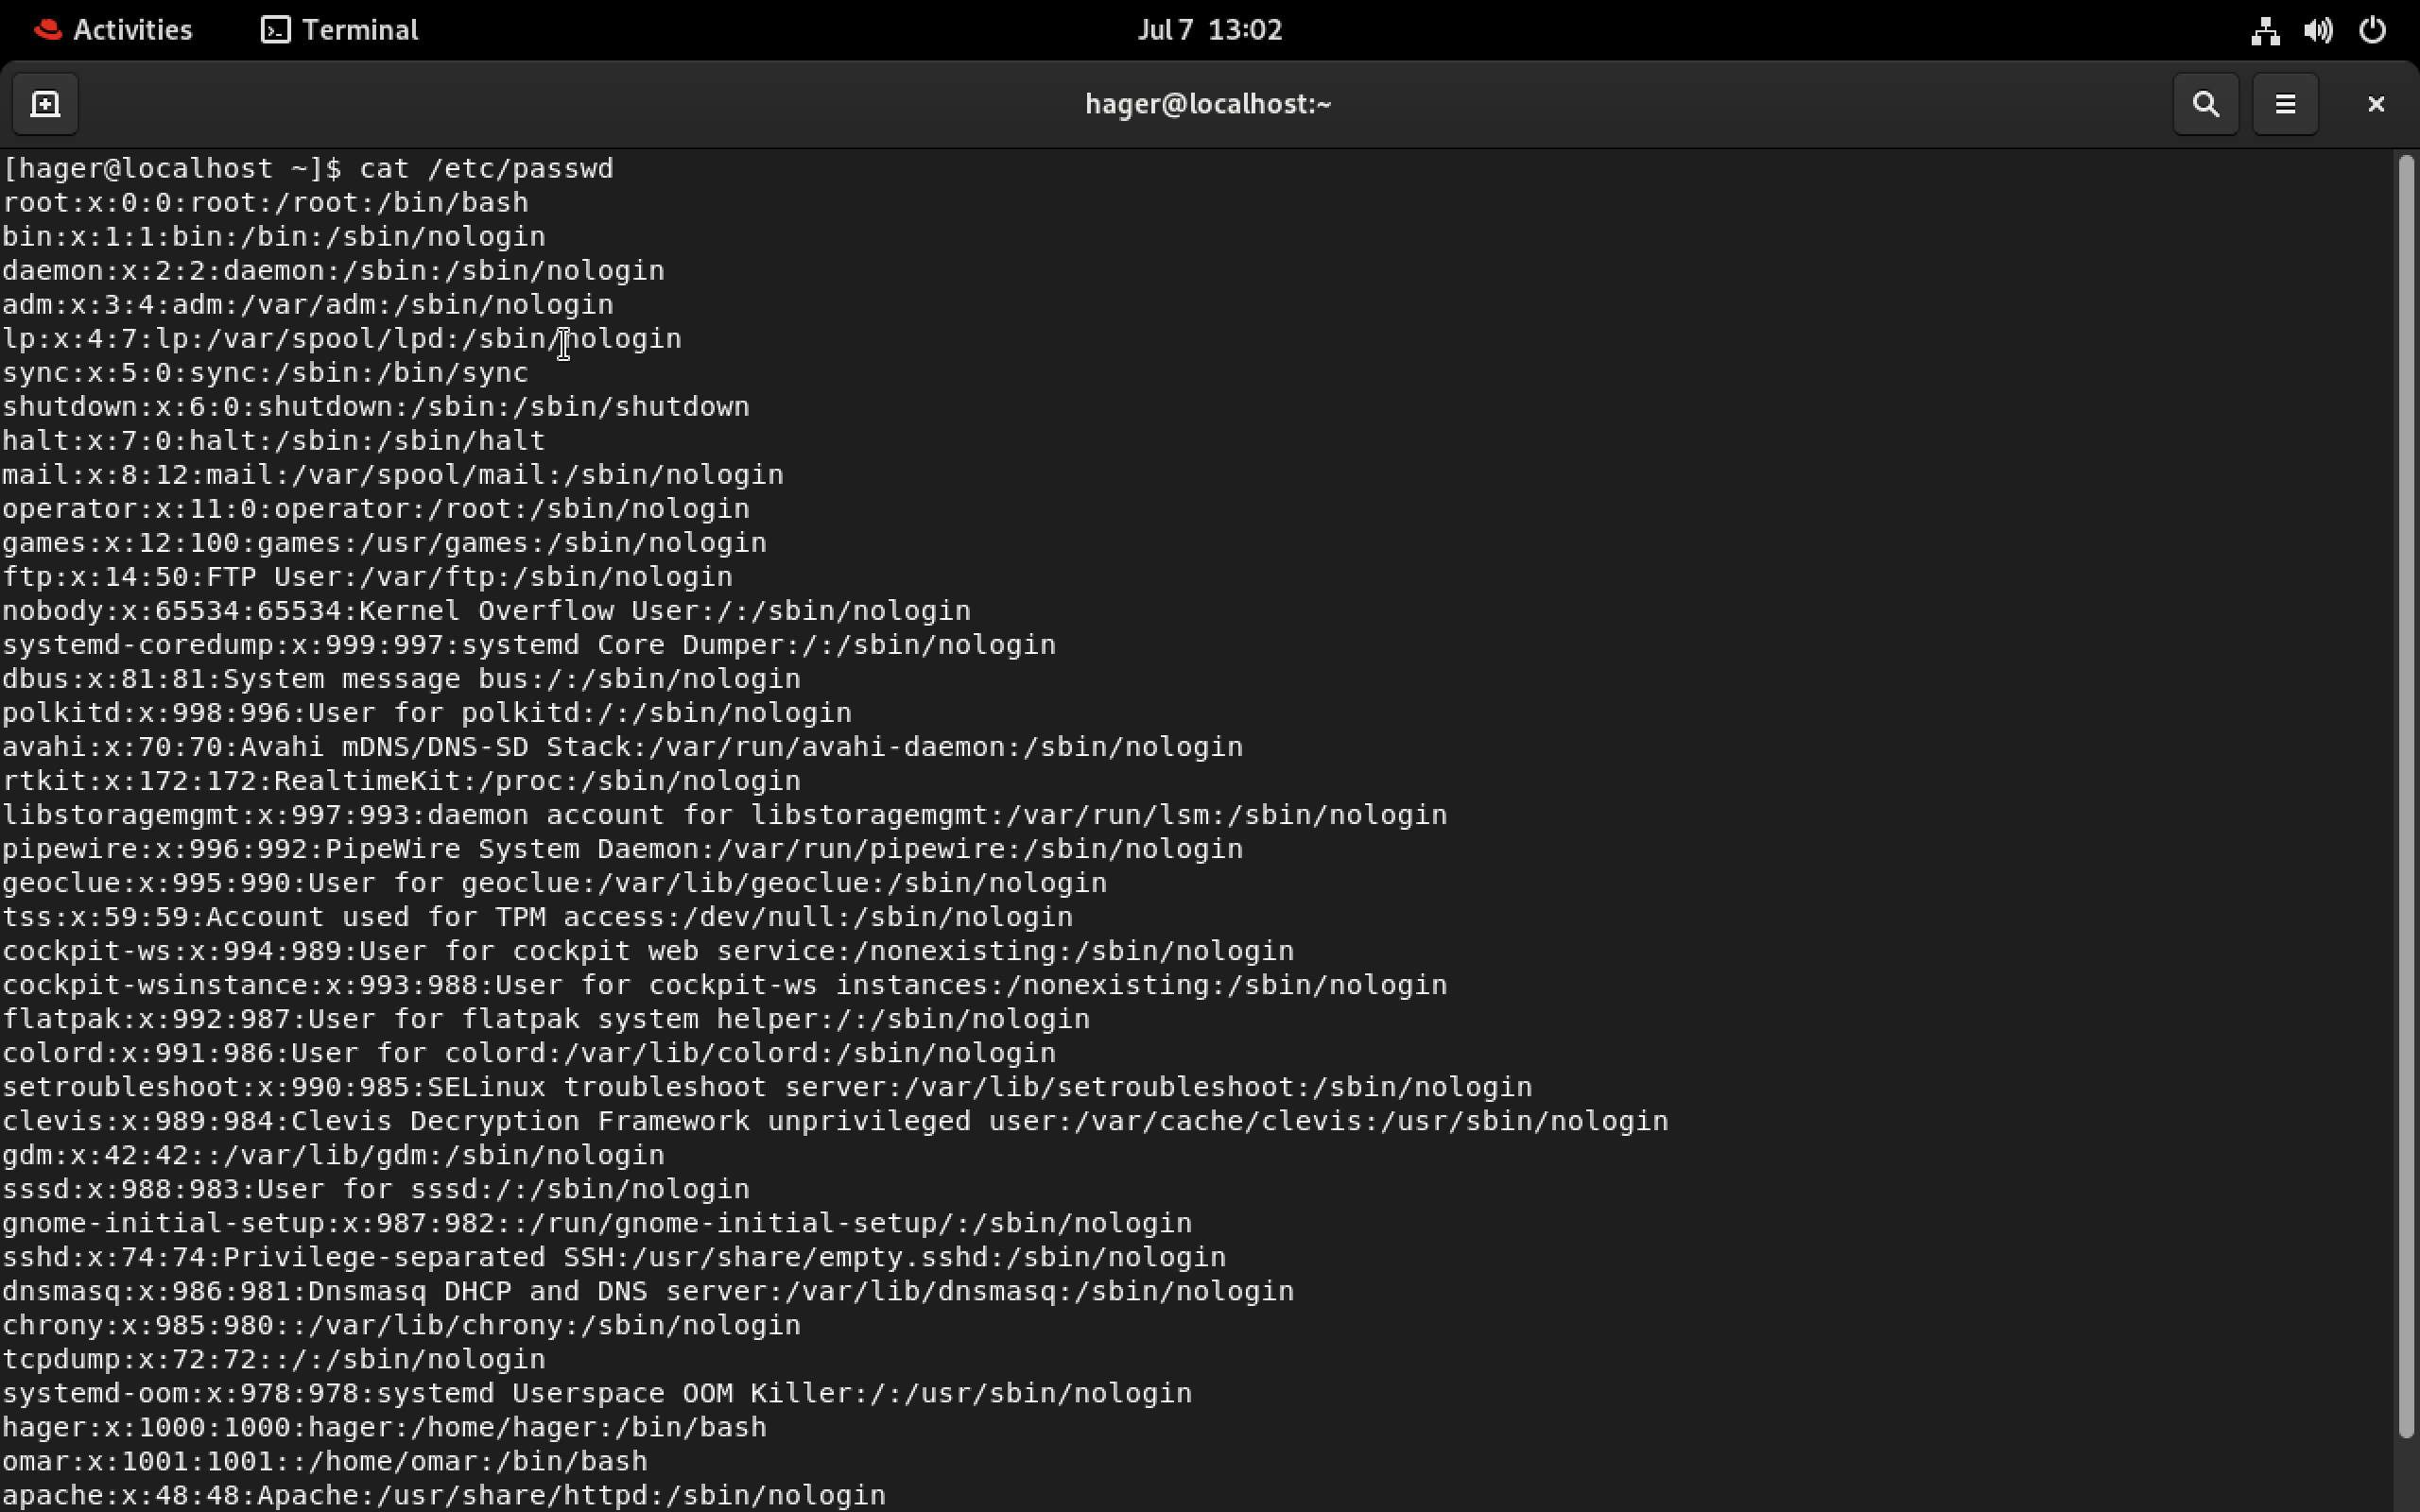 Activities Terminal Jul 7 13:02
hager@localhost:~
[hager@localhost ~]$ cat /etc/passwd
root:x:0:0:root:/root:/bin/bash
bin:x:1:1:bin:/bin:/sbin/nologin
daemon:x:2:2:daemon:/sbin:/sbin/nologin
adm:x:3:4:adm:/var/adm:/sbin/nologin
lp:x:4:7:lp:/var/spool/lpd:/sbin/nologin
sync:x:5:0:sync:/sbin:/bin/sync
shutdown:x:6:0:shutdown:/sbin:/sbin/shutdown
halt:x:7:0:halt:/sbin:/sbin/halt
mail:x:8:12:mail:/var/spool/mail:/sbin/nologin
operator:x:11:0:operator:/root:/sbin/nologin
games:x:12:100:games:/usr/games:/sbin/nologin
ftp:x:14:50:FTP User:/var/ftp:/sbin/nologin
nobody:x:65534:65534:Kernel Overflow User:/:/sbin/nologin
systemd-coredump:x:999:997:systemd Core Dumper:/:/sbin/nologin
dbus:x:81:81:System message bus:/:/sbin/nologin
polkitd:x:998:996:User for polkitd:/:/sbin/nologin
avahi:x:70:70:Avahi mDNS/DNS-SD Stack:/var/run/avahi-daemon:/sbin/nologin
rtkit:x:172:172:RealtimeKit:/proc:/sbin/nologin
libstoragemgmt:x:997:993:daemon account for libstoragemgmt:/var/run/lsm:/sbin/nologin
pipewire:x:996:992:PipeWire System Daemon:/var/run/pipewire:/sbin/nologin
geoclue:x:995:990:User for geoclue:/var/lib/geoclue:/sbin/nologin
tss:x:59:59:Account used for TPM access:/dev/null:/sbin/nologin
cockpit-ws:x:994:989:User for cockpit web service:/nonexisting:/sbin/nologin
cockpit-wsinstance:x:993:988:User for cockpit-ws instances:/nonexisting:/sbin/nologin
flatpak:x:992:987:User for flatpak system helper:/:/sbin/nologin
colord:x:991:986:User for colord:/var/lib/colord:/sbin/nologin
setroubleshoot:x:990:985:SELinux troubleshoot server:/var/lib/setroubleshoot:/sbin/nologin
clevis:x:989:984:Clevis Decryption Framework unprivileged user:/var/cache/clevis:/usr/sbin/nologin
gdm:x:42:42::/var/lib/gdm:/sbin/nologin
sssd:x:988:983:User for sssd:/:/sbin/nologin
gnome-initial-setup:x:987:982::/run/gnome-initial-setup/:/sbin/nologin
sshd:x:74:74:Privilege-separated SSH:/usr/share/empty.sshd:/sbin/nologin
dnsmasq:x:986:981:Dnsmasq DHCP and DNS server:/var/lib/dnsmasq:/sbin/nologin
chrony:x:985:980::/var/lib/chrony:/sbin/nologin
tcpdump:x:72:72::/:/sbin/nologin
systemd-oom:x:978:978:systemd Userspace OOM Killer:/:/usr/sbin/nologin
hager:x:1000:1000:hager:/home/hager:/bin/bash
omar:x:1001:1001::/home/omar:/bin/bash
apache:x:48:48:Apache:/usr/share/httpd:/sbin/nologin